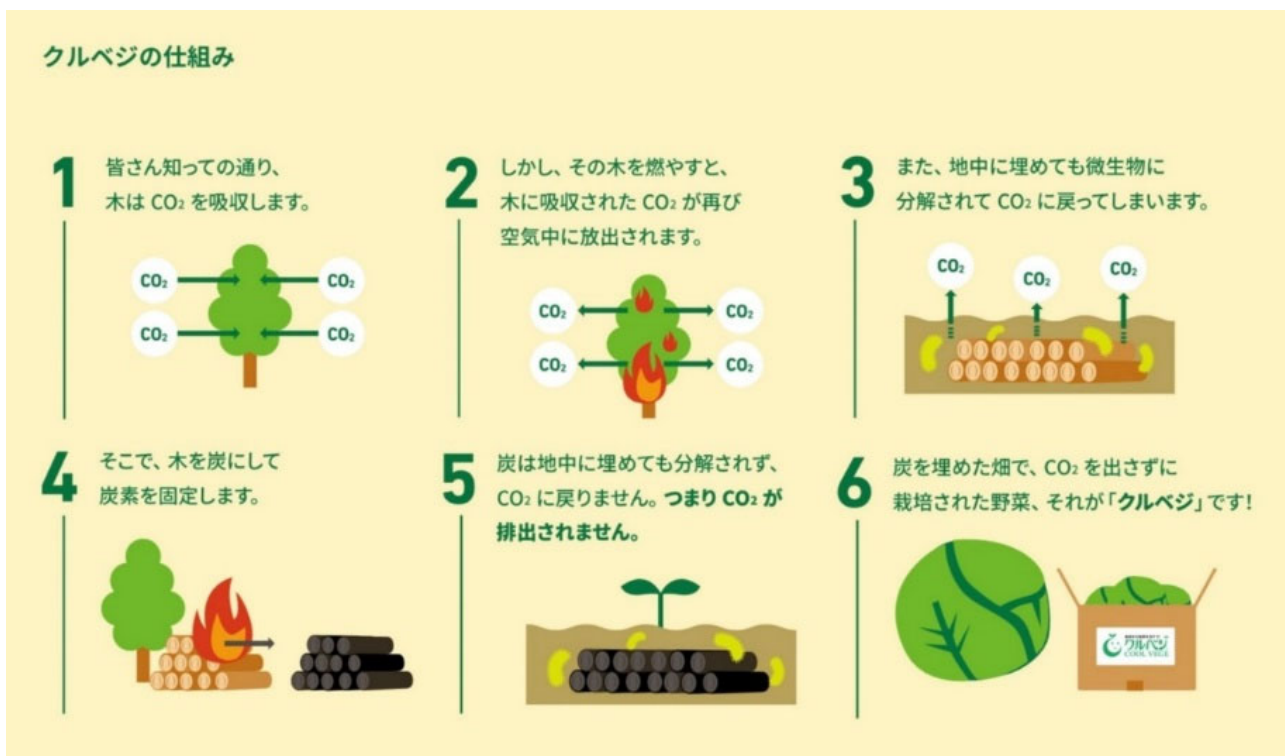 クルベジの仕組み
1
皆さん知っての通り、
木は CO₂ を吸収します。
CO₂ CO₂
CO₂ CO₂
2
しかし、その木を燃やすと、
木に吸収された CO₂ が再び
空気中に放出されます。
CO₂ CO₂
CO₂ CO₂
3
また、地中に埋めても微生物に
分解されて CO₂ に戻ってしまいます。
CO₂ CO₂ CO₂
4
そこで、木を炭にして
炭素を固定します。
5
炭は地中に埋めても分解されず、
CO₂ に戻りません。つまり CO₂ が
排出されません。
6
炭を埋めた畑で、CO₂ を出さずに
栽培された野菜、それが「クルベジ」です!
クルベジ
COOL VEGE